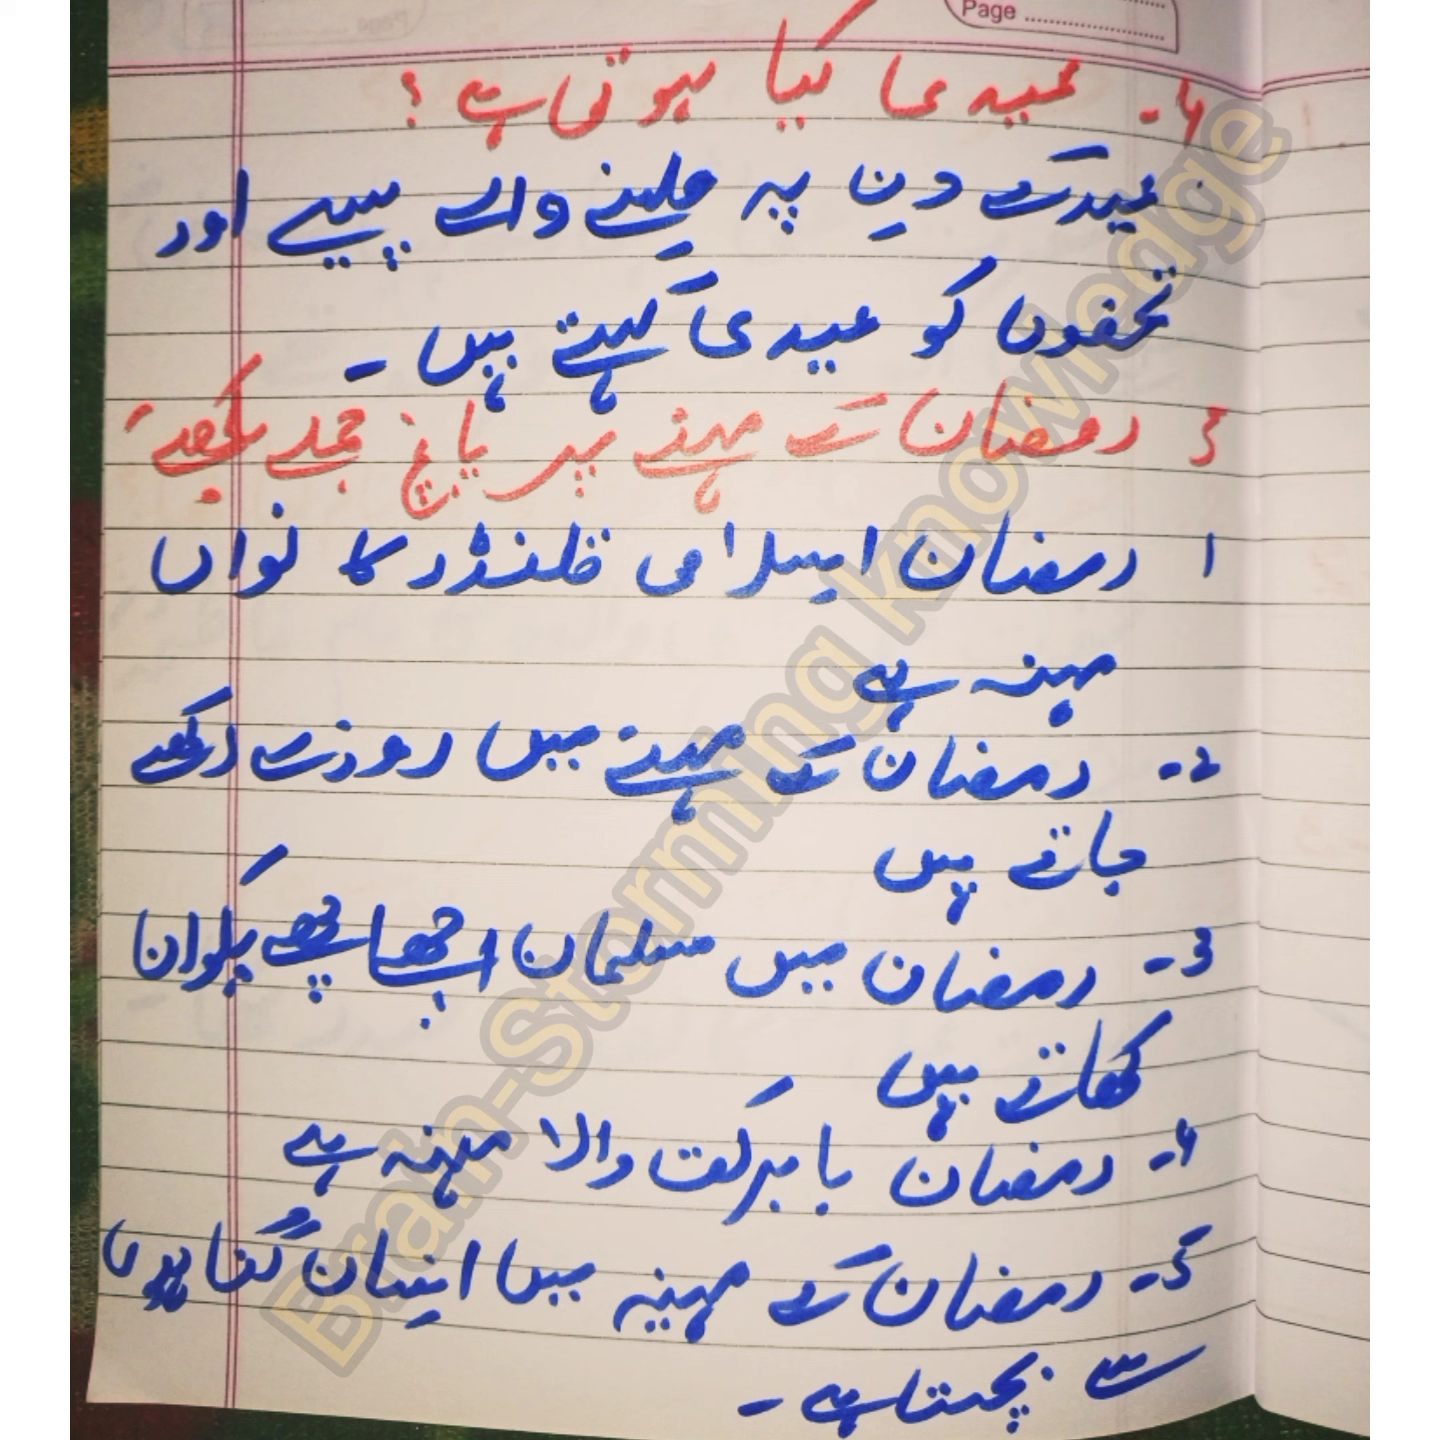 Page ..............
4- عیدی کیا ہوتی ہے؟
عید کے دن پہ ملنے والے پیسے اور
تحفوں کو عیدی کہتے ہیں۔
5 رمضان کے مہینے پر پانچ جملے لکھئے
1 رمضان اسلامی قلنڈر کا نواں
مہینہ ہے
2- رمضان کے مہینے میں روزے رکھے
جاتے ہیں
3- رمضان میں مسلمان اچھے اچھے پکوان
کھاتے ہیں
4- رمضان بابرکت والا مہینہ ہے
5- رمضان کے مہینہ میں انسان گناہوں
سے بچتا ہے۔
Brain-Storming knowledge